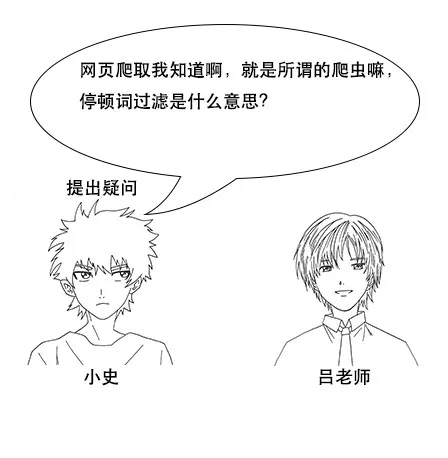 网页爬取我知道啊，就是所谓的爬虫嘛，
停顿词过滤是什么意思？
提出疑问
小史
吕老师